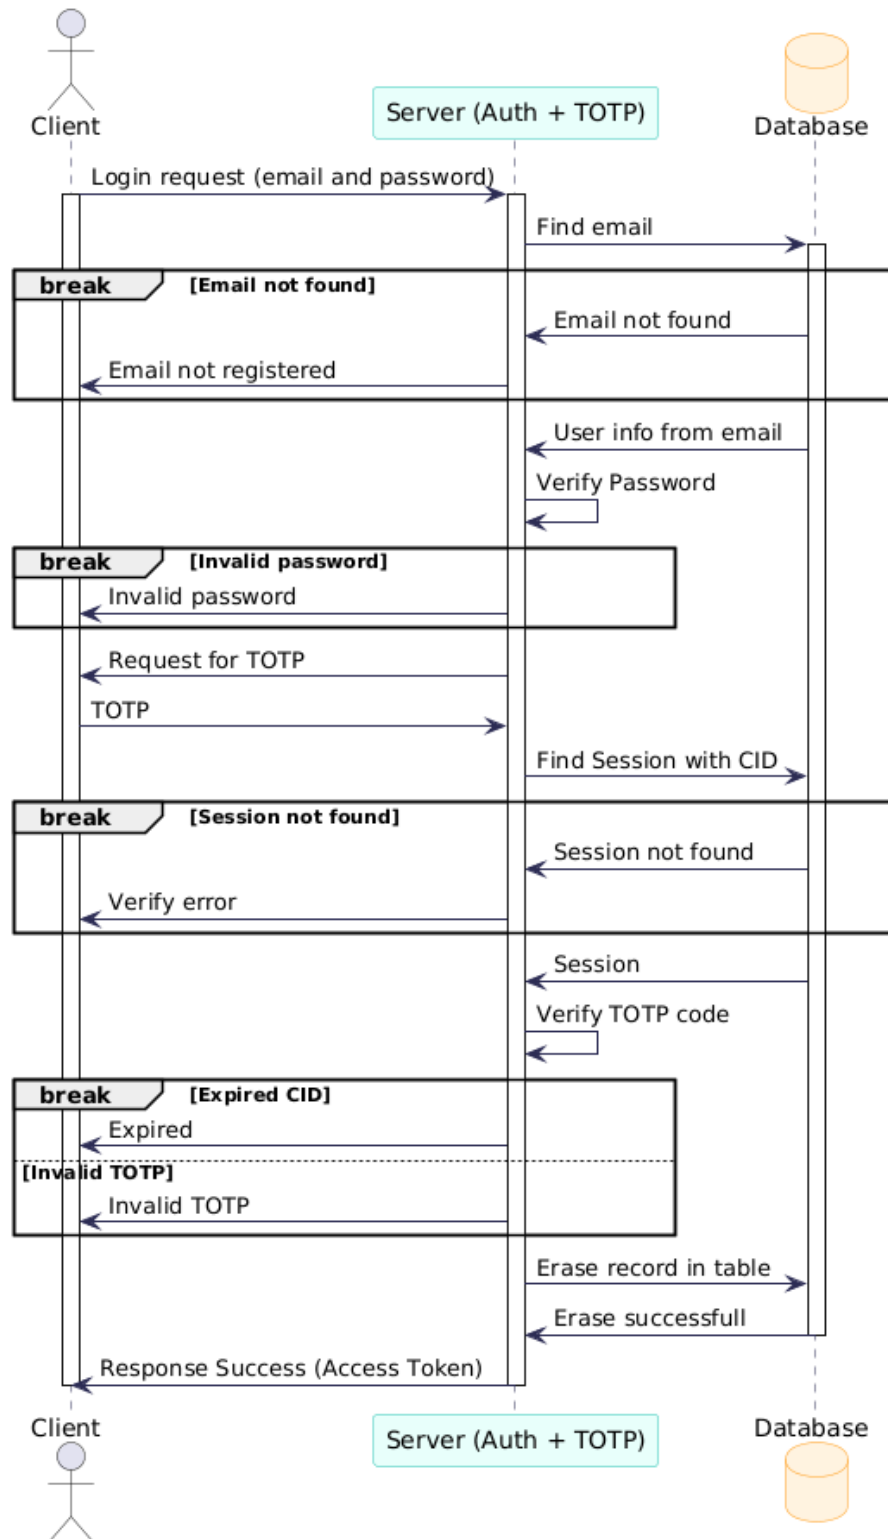 Client
Server (Auth + TOTP)
Database
Login request (email and password)
Find email
break [Email not found]
Email not found
Email not registered
User info from email
Verify Password
break [Invalid password]
Invalid password
Request for TOTP
TOTP
Find Session with CID
break [Session not found]
Session not found
Verify error
Session
Verify TOTP code
break [Expired CID]
Expired
[Invalid TOTP]
Invalid TOTP
Erase record in table
Erase successfull
Response Success (Access Token)
Client
Server (Auth + TOTP)
Database